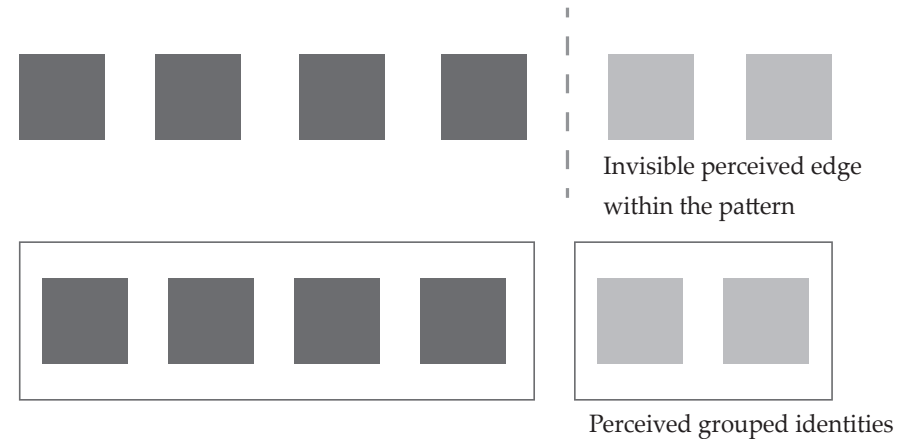 Invisible perceived edge
within the pattern
Perceived grouped identities